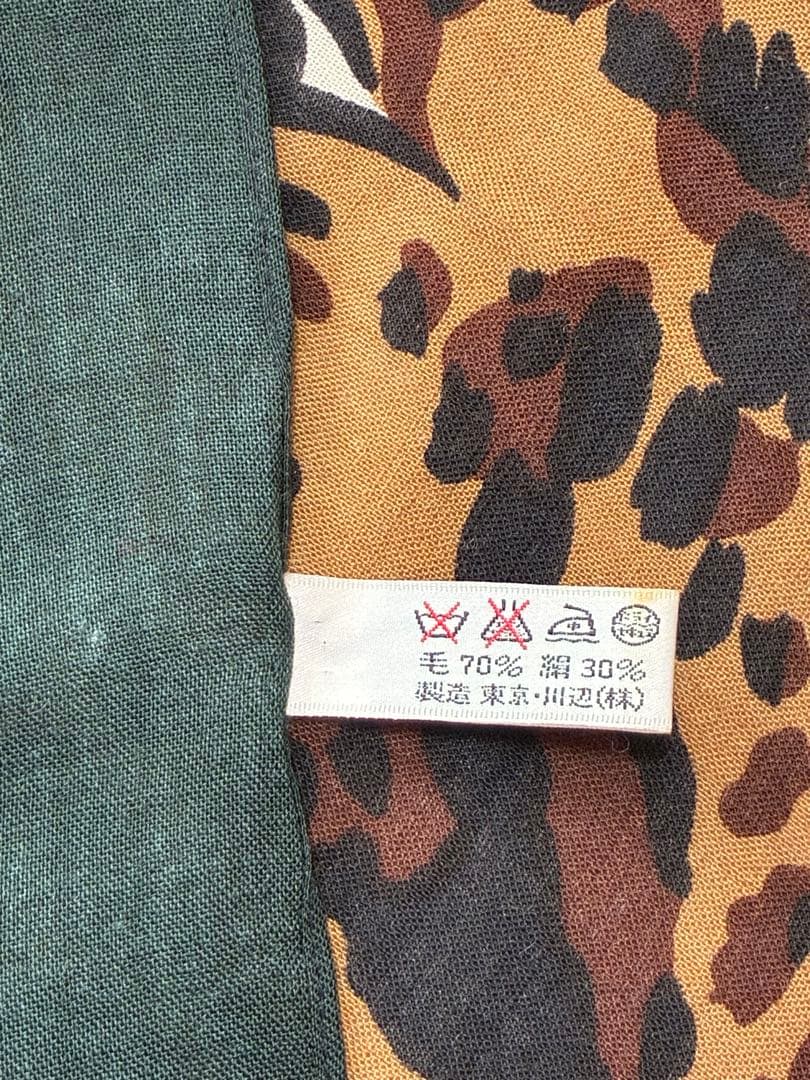 毛 70% 絹 30%
製造 東京・川辺(株)